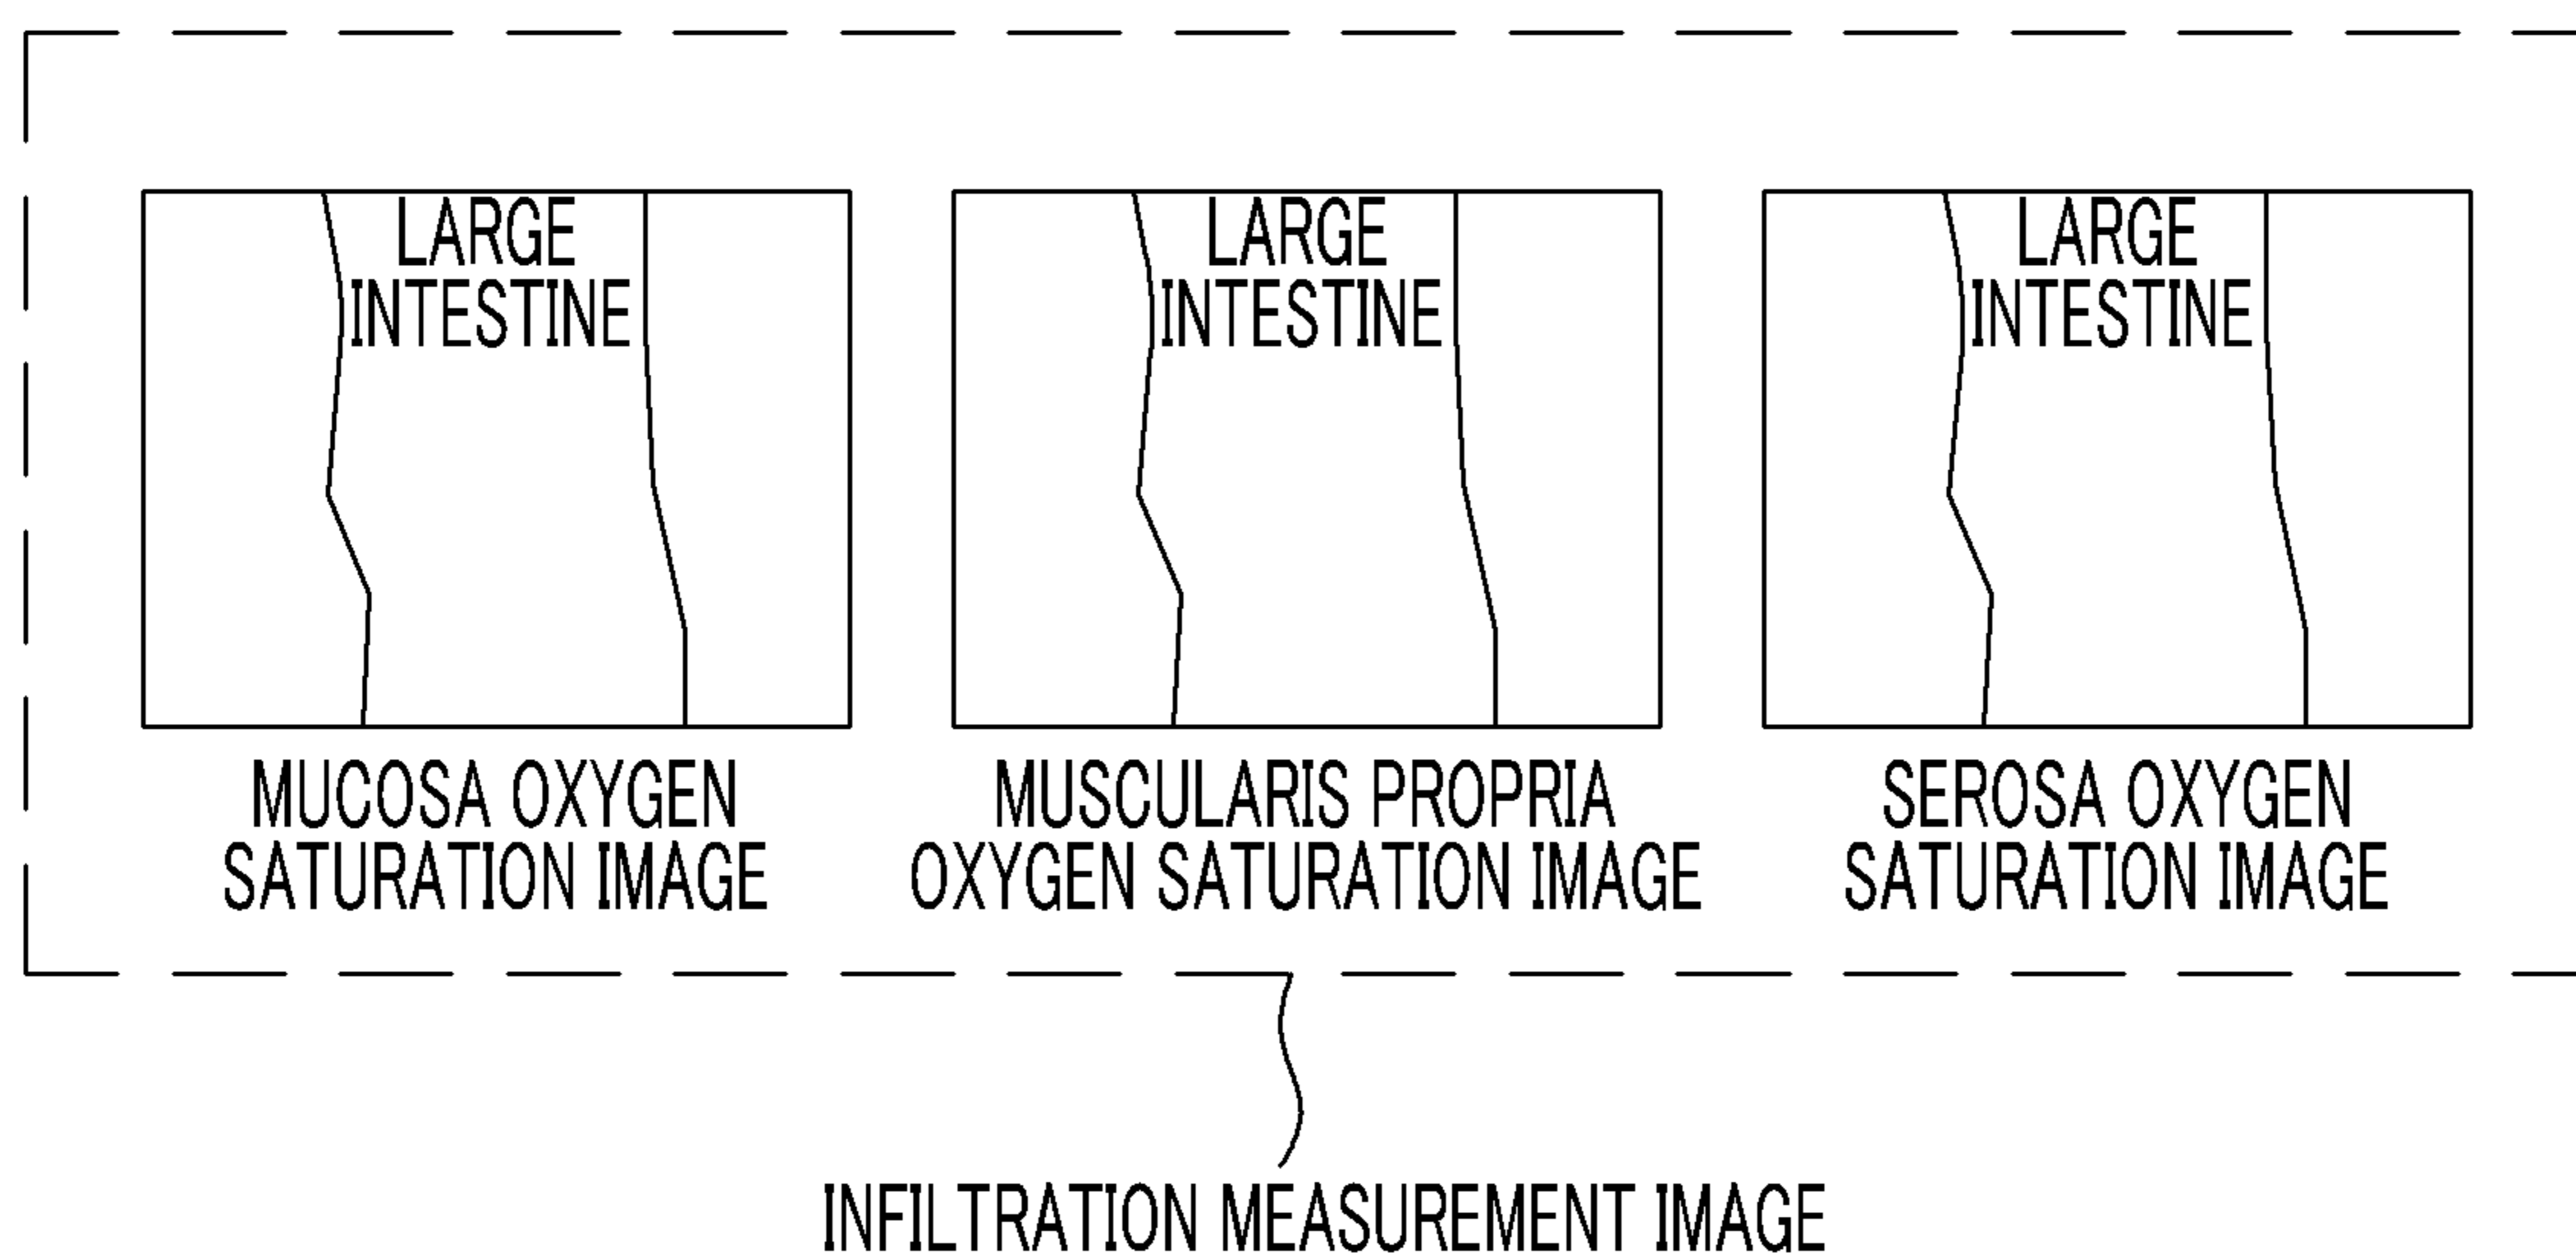 LARGE
INTESTINE
LARGE
INTESTINE
LARGE
INTESTINE
MUCOSA OXYGEN
SATURATION IMAGE
MUSCULARIS PROPRIA
OXYGEN SATURATION IMAGE
SEROSA OXYGEN
SATURATION IMAGE
INFILTRATION MEASUREMENT IMAGE